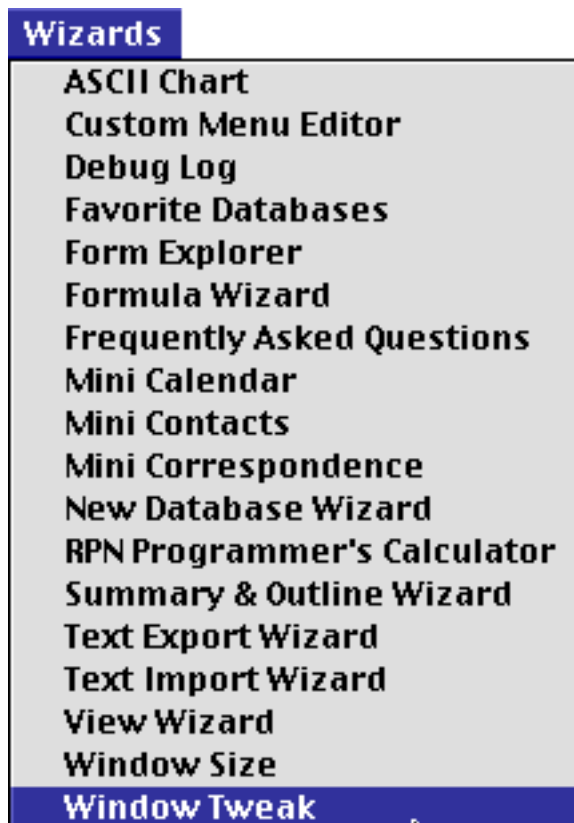 Wizards
ASCII Chart
Custom Menu Editor
Debug Log
Favorite Databases
Form Explorer
Formula Wizard
Frequently Asked Questions
Mini Calendar
Mini Contacts
Mini Correspondence
New Database Wizard
RPN Programmer's Calculator
Summary & Outline Wizard
Text Export Wizard
Text Import Wizard
View Wizard
Window Size
Window Tweak